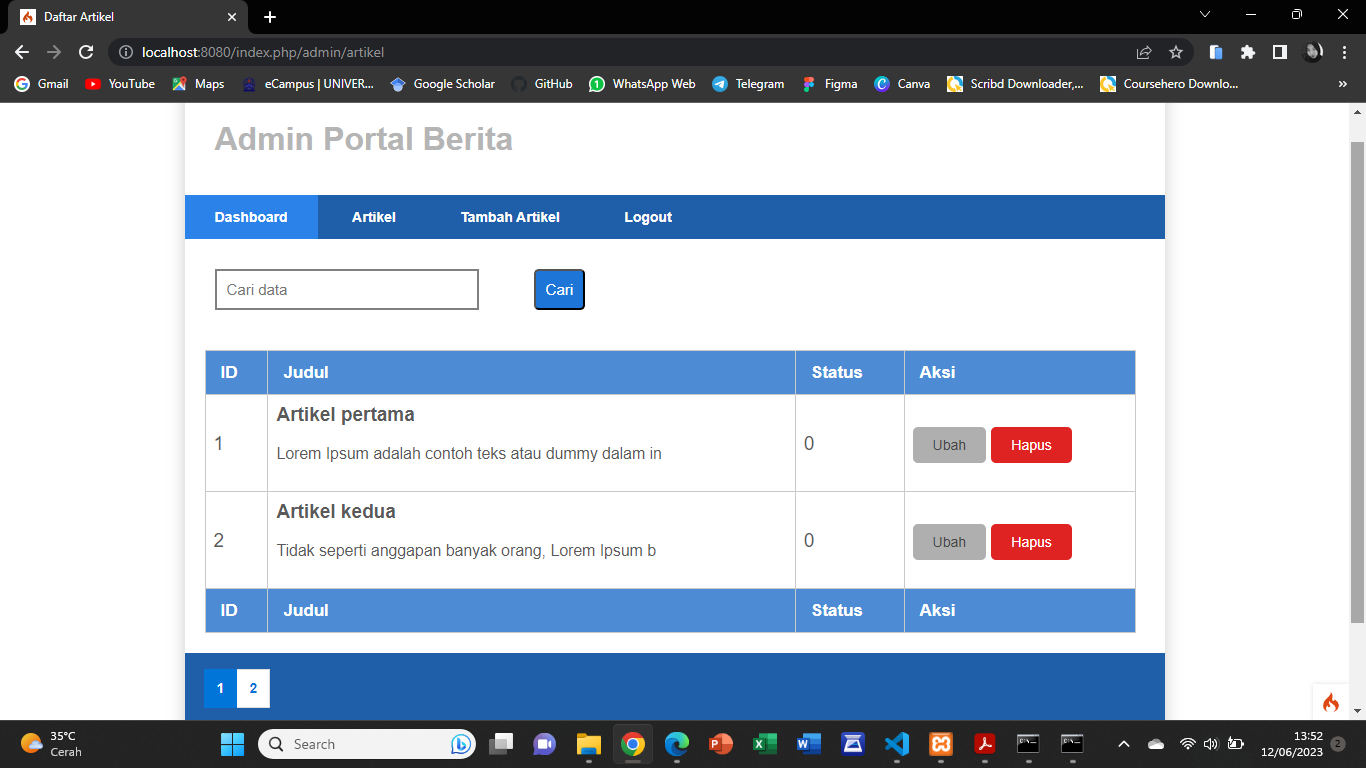 Daftar Artikel
localhost:8080/index.php/admin/artikel
Gmail YouTube Maps eCampus | UNIVER... Google Scholar GitHub WhatsApp Web Telegram Figma Canva Scribd Downloader,... Coursehero Downlo... »
Admin Portal Berita
Dashboard Artikel Tambah Artikel Logout
Cari data Cari
ID Judul Status Aksi
Artikel pertama
1 0 Ubah Hapus
Lorem Ipsum adalah contoh teks atau dummy dalam in
Artikel kedua
2 0 Ubah Hapus
Tidak seperti anggapan banyak orang, Lorem Ipsum b
ID Judul Status Aksi
1 2
35°C
Cerah
Search
13:52
12/06/2023 2